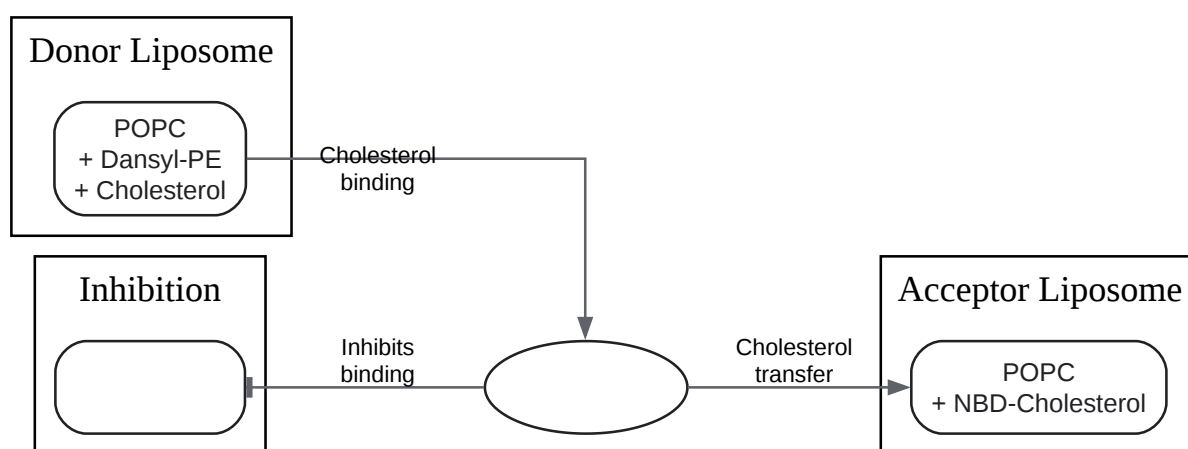 Donor Liposome
POPC
+ Dansyl-PE
+ Cholesterol
Cholesterol
binding
Inhibition
Inhibits
binding
Cholesterol
transfer
Acceptor Liposome
POPC
+ NBD-Cholesterol